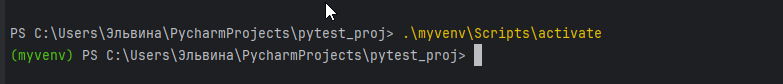 PS C:\Users\Эльвина\PycharmProjects\pytest_proj> .\myvenv\Scripts\activate
(myvenv) PS C:\Users\Эльвина\PycharmProjects\pytest_proj>